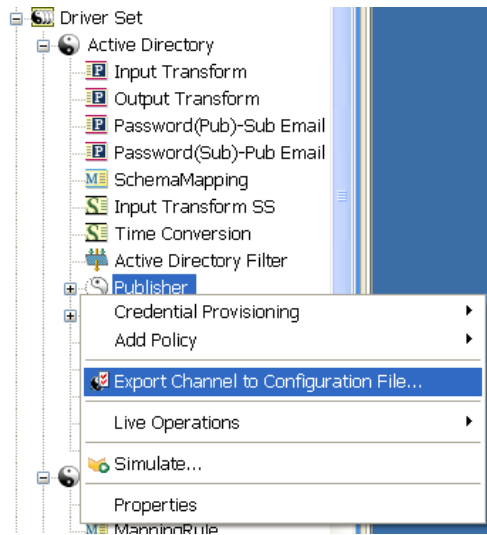 Driver Set
Active Directory
Input Transform
Output Transform
Password(Pub)-Sub Email
Password(Sub)-Pub Email
SchemaMapping
Input Transform SS
Time Conversion
Active Directory Filter
Publisher
Credential Provisioning
Add Policy
Export Channel to Configuration File...
Live Operations
Simulate...
Properties
MappingRule